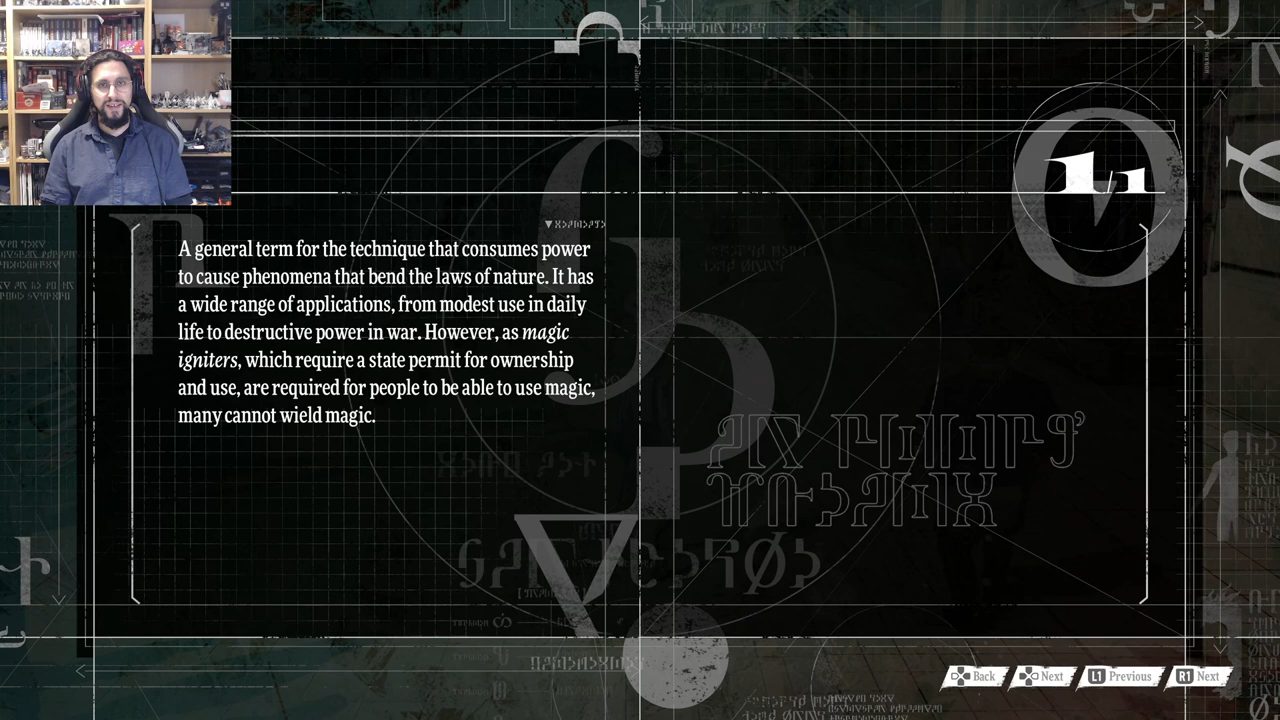 1/1
A general term for the technique that consumes power
to cause phenomena that bend the laws of nature. It has
a wide range of applications, from modest use in daily
life to destructive power in war. However, as magic
igniters, which require a state permit for ownership
and use, are required for people to be able to use magic,
many cannot wield magic.
Back Next L1 Previous R1 Next